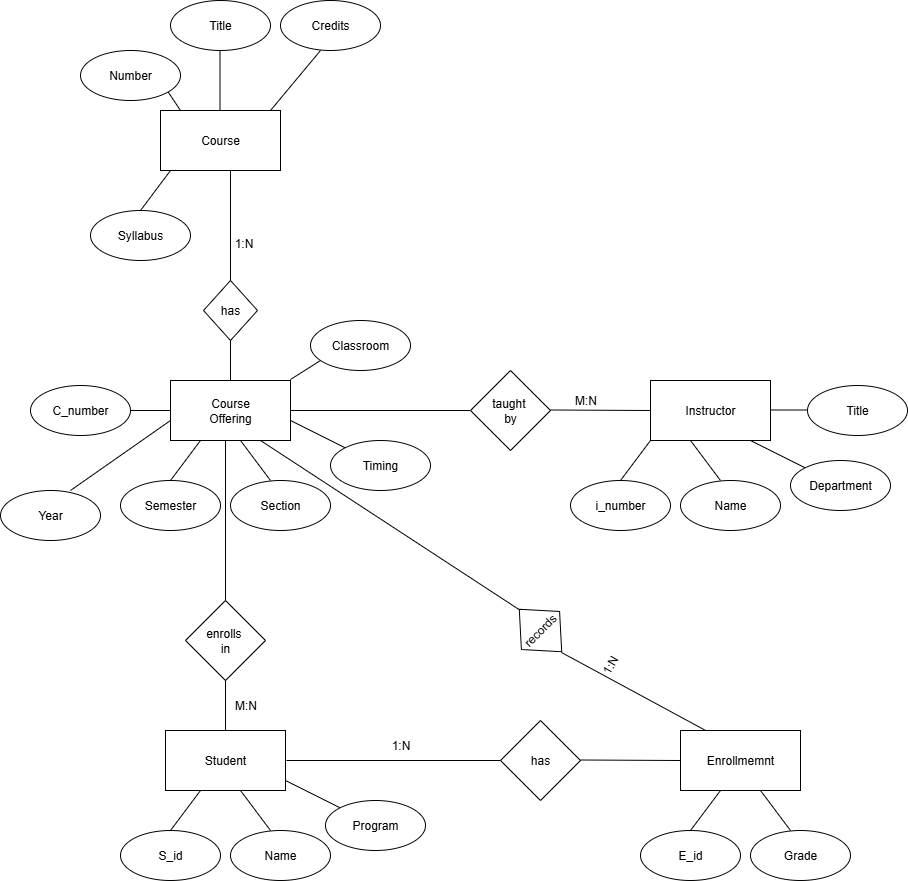 Title
Credits
Number
Course
Syllabus
1:N
has
Classroom
C_number
Course
Offering
taught
by
M:N
Instructor
Title
Timing
Department
Year
Semester
Section
i_number
Name
enrolls
in
records
1:N
M:N
Student
1:N
has
Enrollmemnt
Program
S_id
Name
E_id
Grade